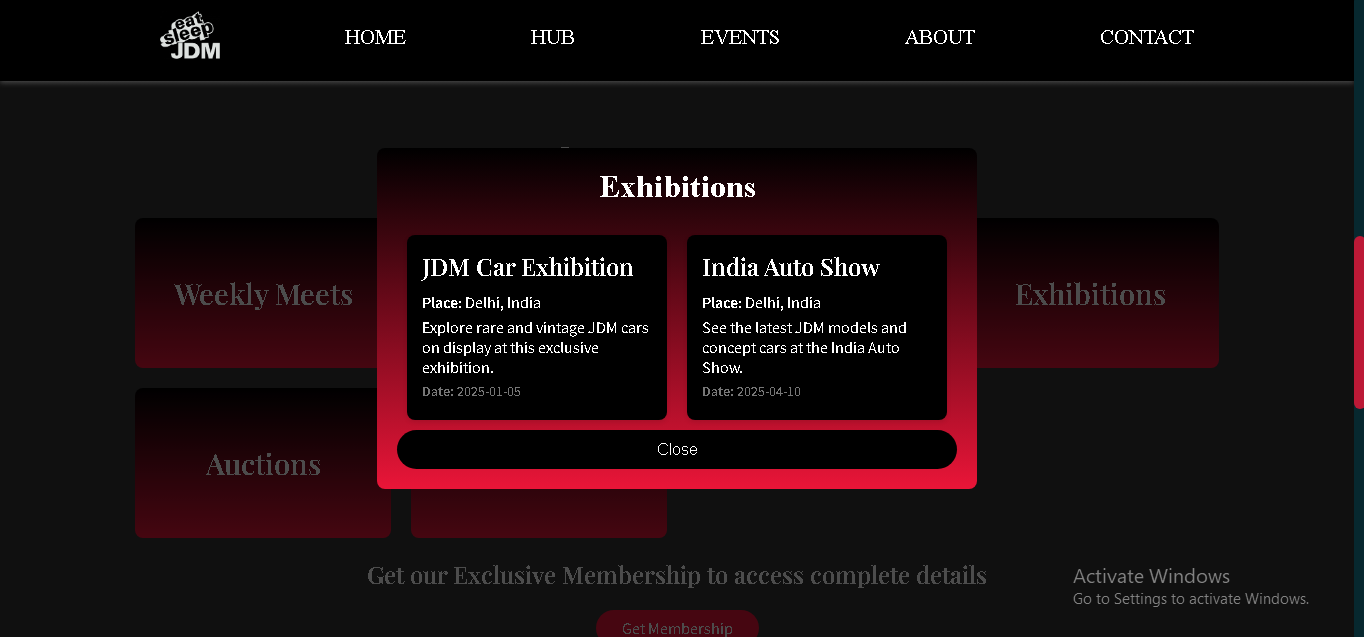 eat
sleep
JDM
HOME
HUB
EVENTS
ABOUT
CONTACT
Exhibitions
JDM Car Exhibition
Place: Delhi, India
Explore rare and vintage JDM cars
on display at this exclusive
exhibition.
Date: 2025-01-05
India Auto Show
Place: Delhi, India
See the latest JDM models and
concept cars at the India Auto
Show.
Date: 2025-04-10
Close
Weekly Meets
Exhibitions
Auctions
Get our Exclusive Membership to access complete details
Get Membership
Activate Windows
Go to Settings to activate Windows.